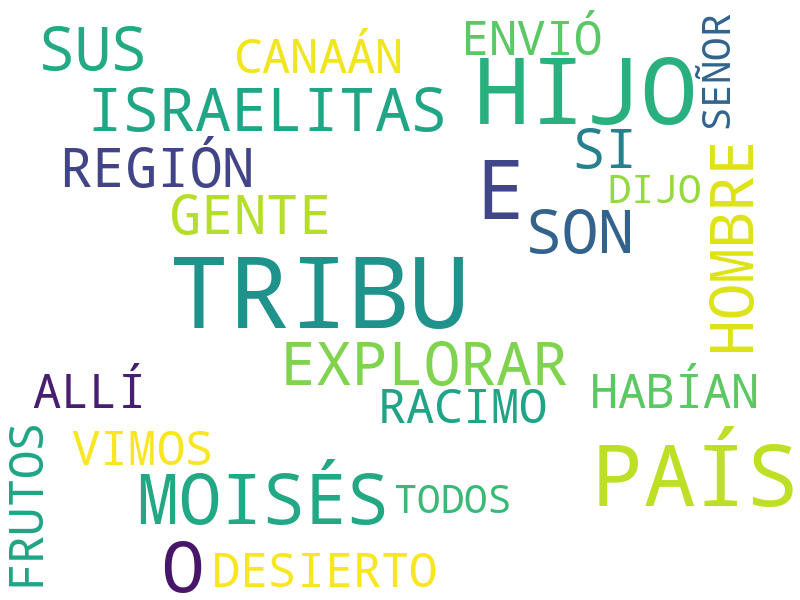 SUS
CANAÁN
ENVIÓ
SEÑOR
ISRAELITAS
HIJO
REGIÓN
SI
GENTE
E
DIJO
SON
HOMBRE
TRIBU
EXPLORAR
ALLÍ
RACIMO
HABÍAN
FRUTOS
VIMOS
MOISÉS
TODOS
PAÍS
O
DESIERTO